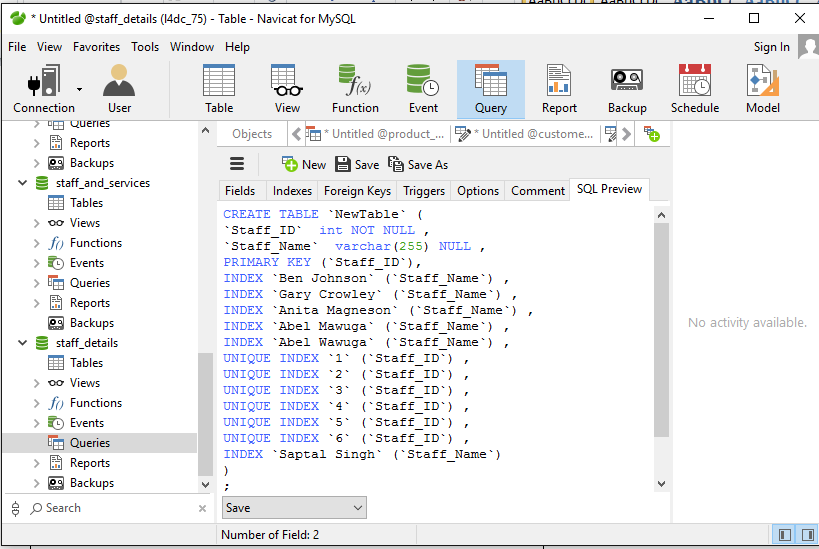 * Untitled @staff_details (l4dc_75) - Table - Navicat for MySQL
File View Favorites Tools Window Help Sign In
Connection User Table View Function Event Query Report Backup Schedule Model
Queries
Reports
Backups
staff_and_services
Tables
Views
Functions
Events
Queries
Reports
Backups
staff_details
Tables
Views
Functions
Events
Queries
Reports
Backups
Search
Objects * Untitled @product_... * Untitled @custome...
New Save Save As
Fields Indexes Foreign Keys Triggers Options Comment SQL Preview
CREATE TABLE `NewTable` (
`Staff_ID`  int NOT NULL ,
`Staff_Name`  varchar(255) NULL ,
PRIMARY KEY (`Staff_ID`),
INDEX `Ben Johnson` (`Staff_Name`) ,
INDEX `Gary Crowley` (`Staff_Name`) ,
INDEX `Anita Magneson` (`Staff_Name`) ,
INDEX `Abel Mawuga` (`Staff_Name`) ,
INDEX `Abel Wawuga` (`Staff_Name`) ,
UNIQUE INDEX `1` (`Staff_ID`) ,
UNIQUE INDEX `2` (`Staff_ID`) ,
UNIQUE INDEX `3` (`Staff_ID`) ,
UNIQUE INDEX `4` (`Staff_ID`) ,
UNIQUE INDEX `5` (`Staff_ID`) ,
UNIQUE INDEX `6` (`Staff_ID`) ,
INDEX `Saptal Singh` (`Staff_Name`)
)
;
Save
Number of Field: 2
No activity available.